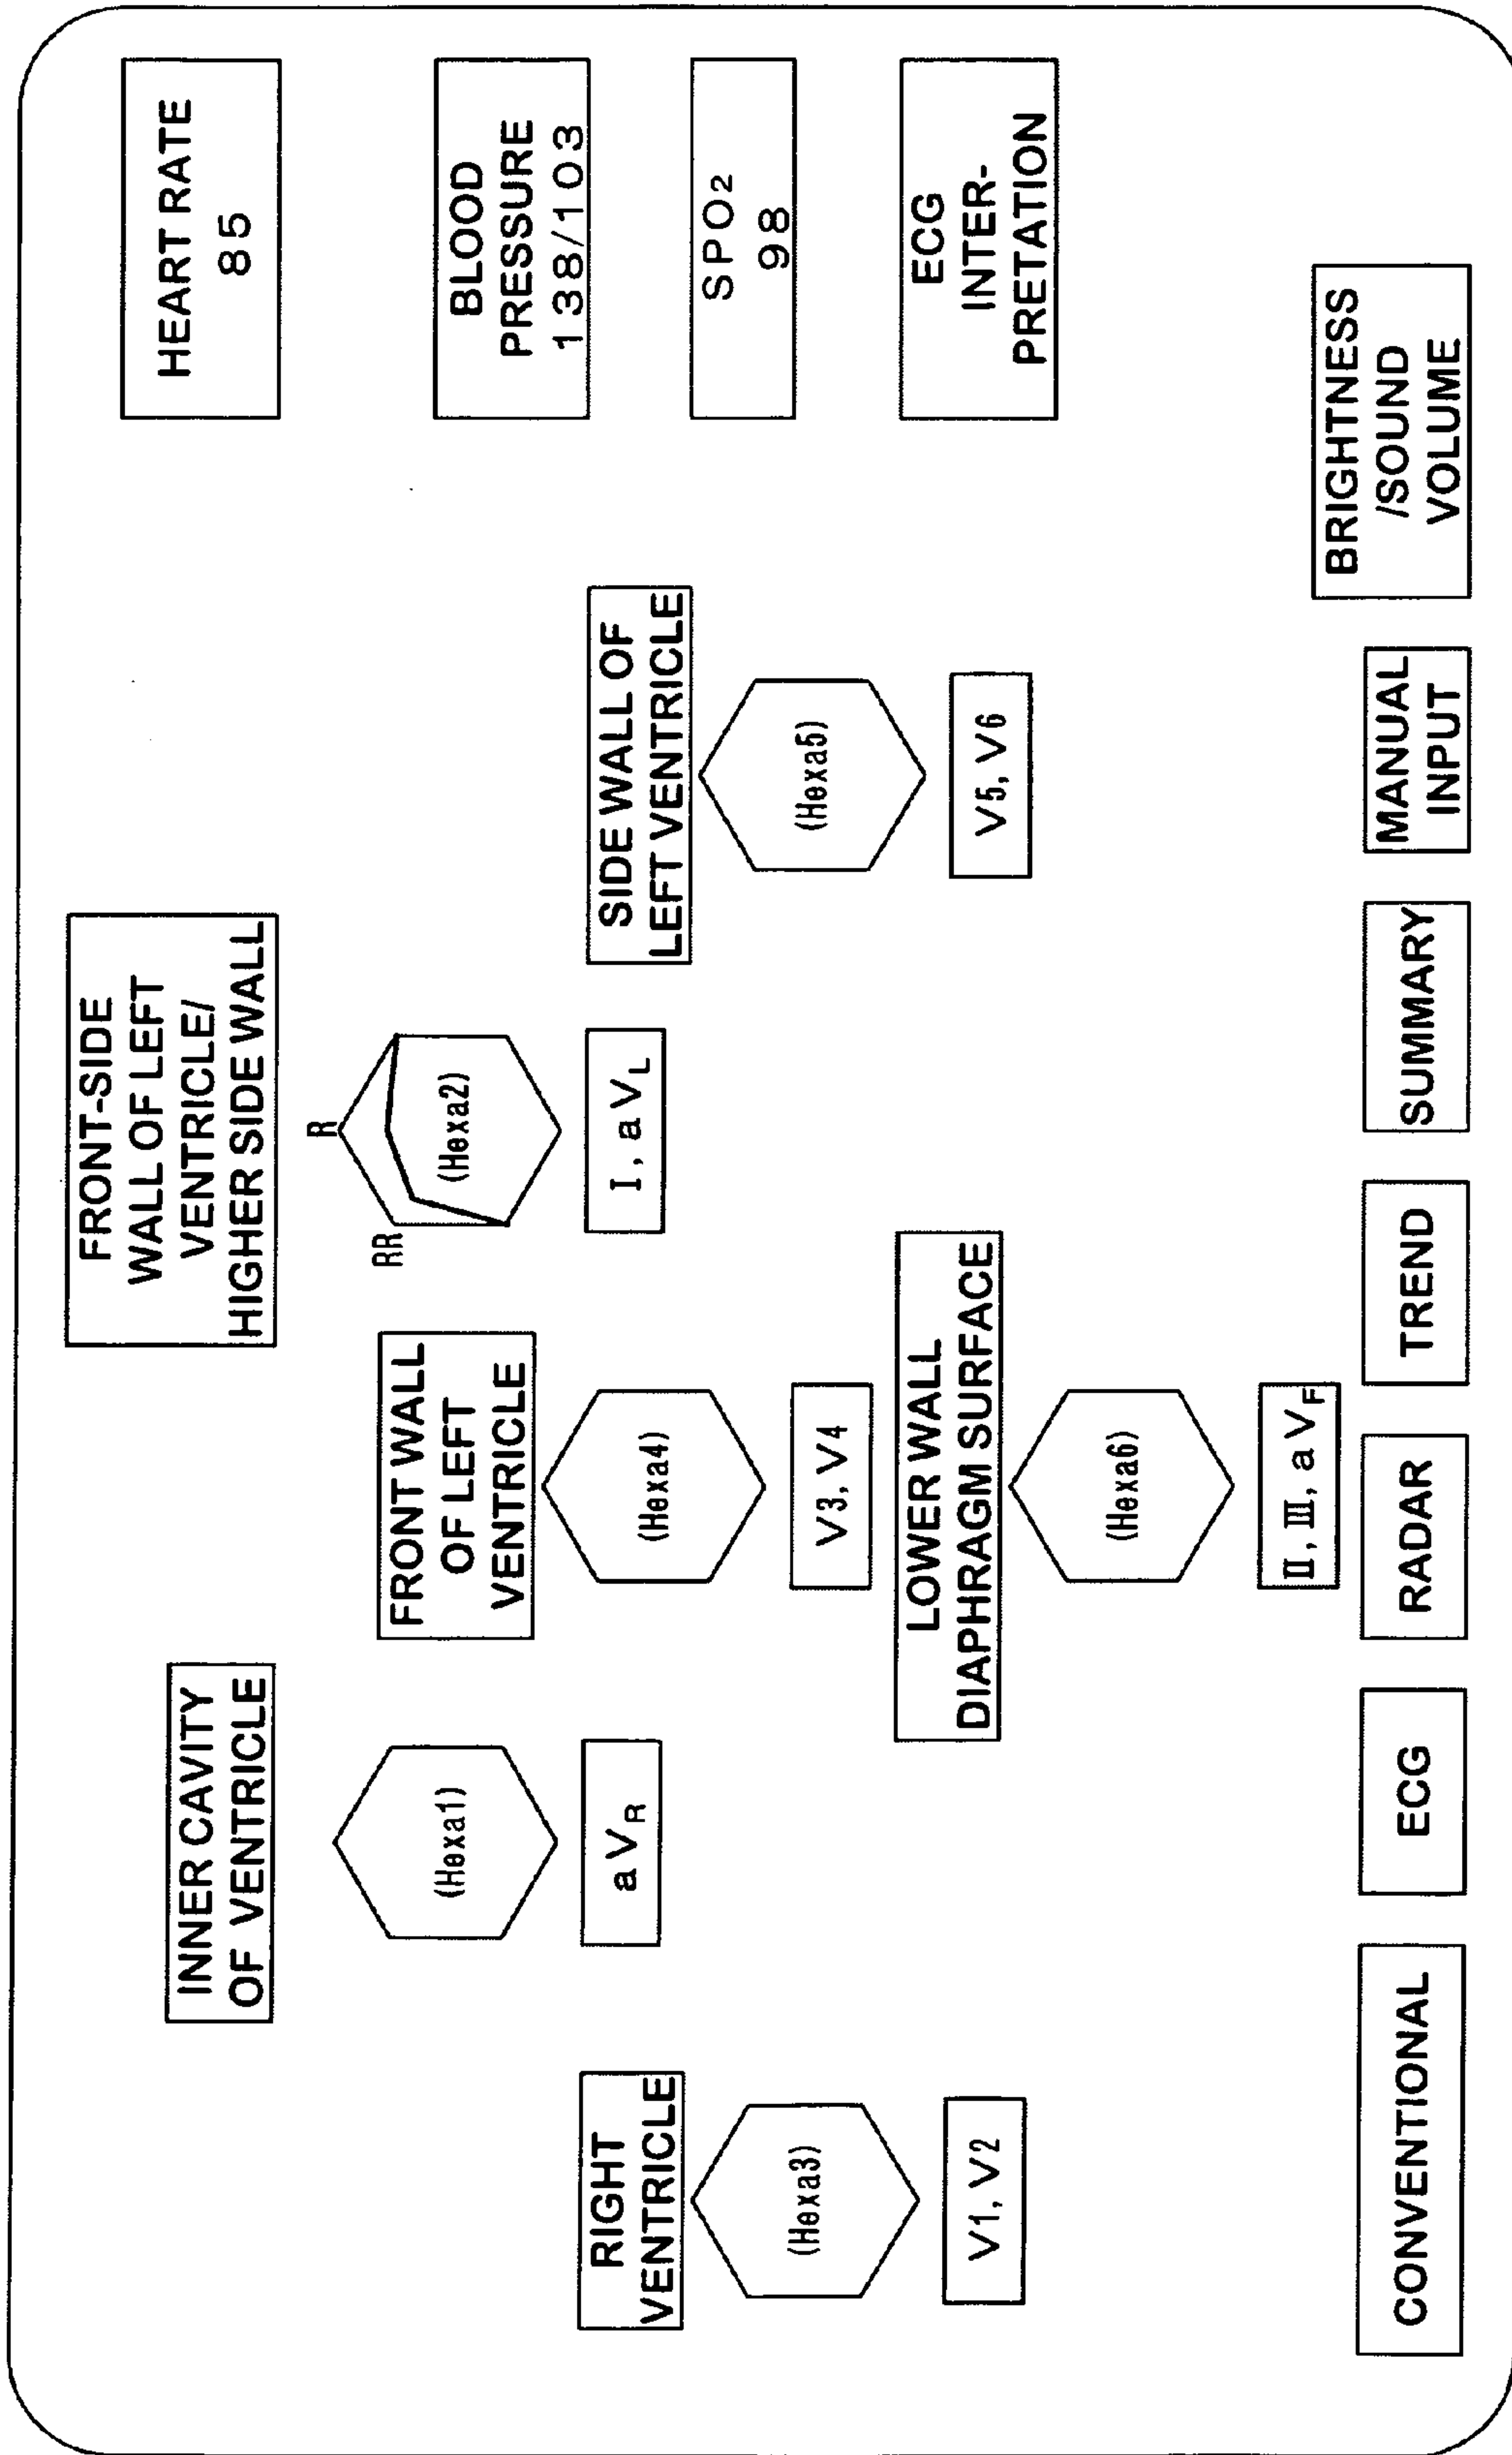 FRONT-SIDE
WALL OF LEFT
VENTRICLE/
HIGHER SIDE WALL
HEART RATE
85
INNER CAVITY
OF VENTRICLE
R
RR
(Hexa1)
(Hexa2)
aVR
I, aVL
FRONT WALL
OF LEFT
VENTRICLE
(Hexa4)
V3, V4
BLOOD
PRESSURE
138/103
RIGHT
VENTRICLE
(Hexa3)
V1, V2
SIDE WALL OF
LEFT VENTRICLE
(Hexa5)
V5, V6
SPO2
98
LOWER WALL
DIAPHRAGM SURFACE
(Hexa6)
II, III, aVF
ECG
INTER-
PRETATION
CONVENTIONAL
ECG
RADAR
TREND
SUMMARY
MANUAL
INPUT
BRIGHTNESS
/SOUND
VOLUME